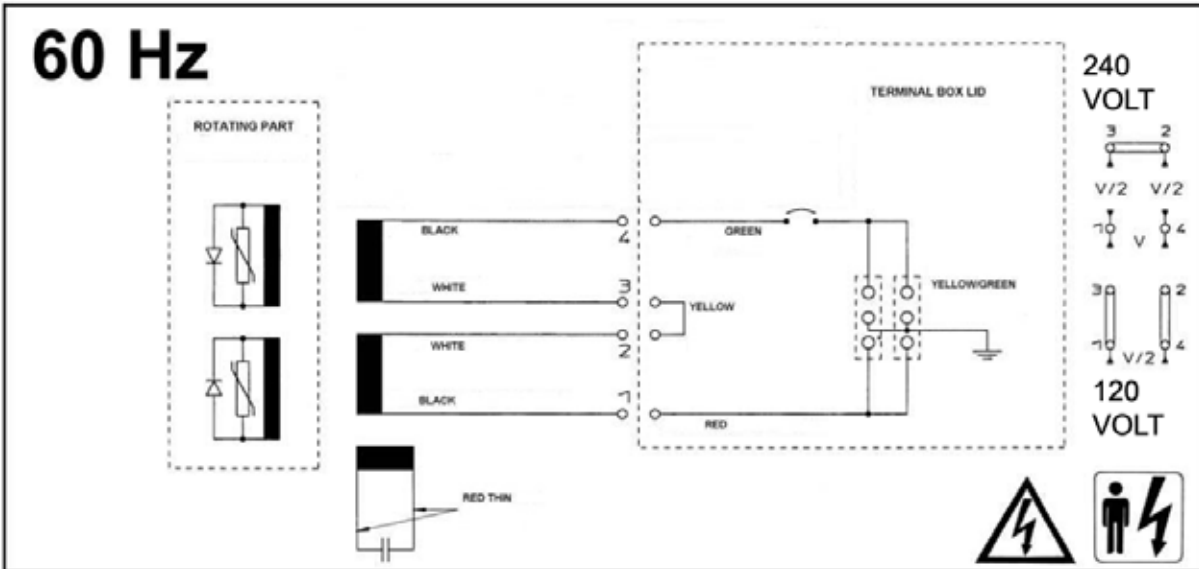 60 Hz
ROTATING PART
TERMINAL BOX LID
240
VOLT
3 2
V/2 V/2
1 V 4
BLACK
4
GREEN
WHITE
3
YELLOW
YELLOW/GREEN
WHITE
2
BLACK
1
RED
3 2
1 V/2 4
120
VOLT
RED THIN